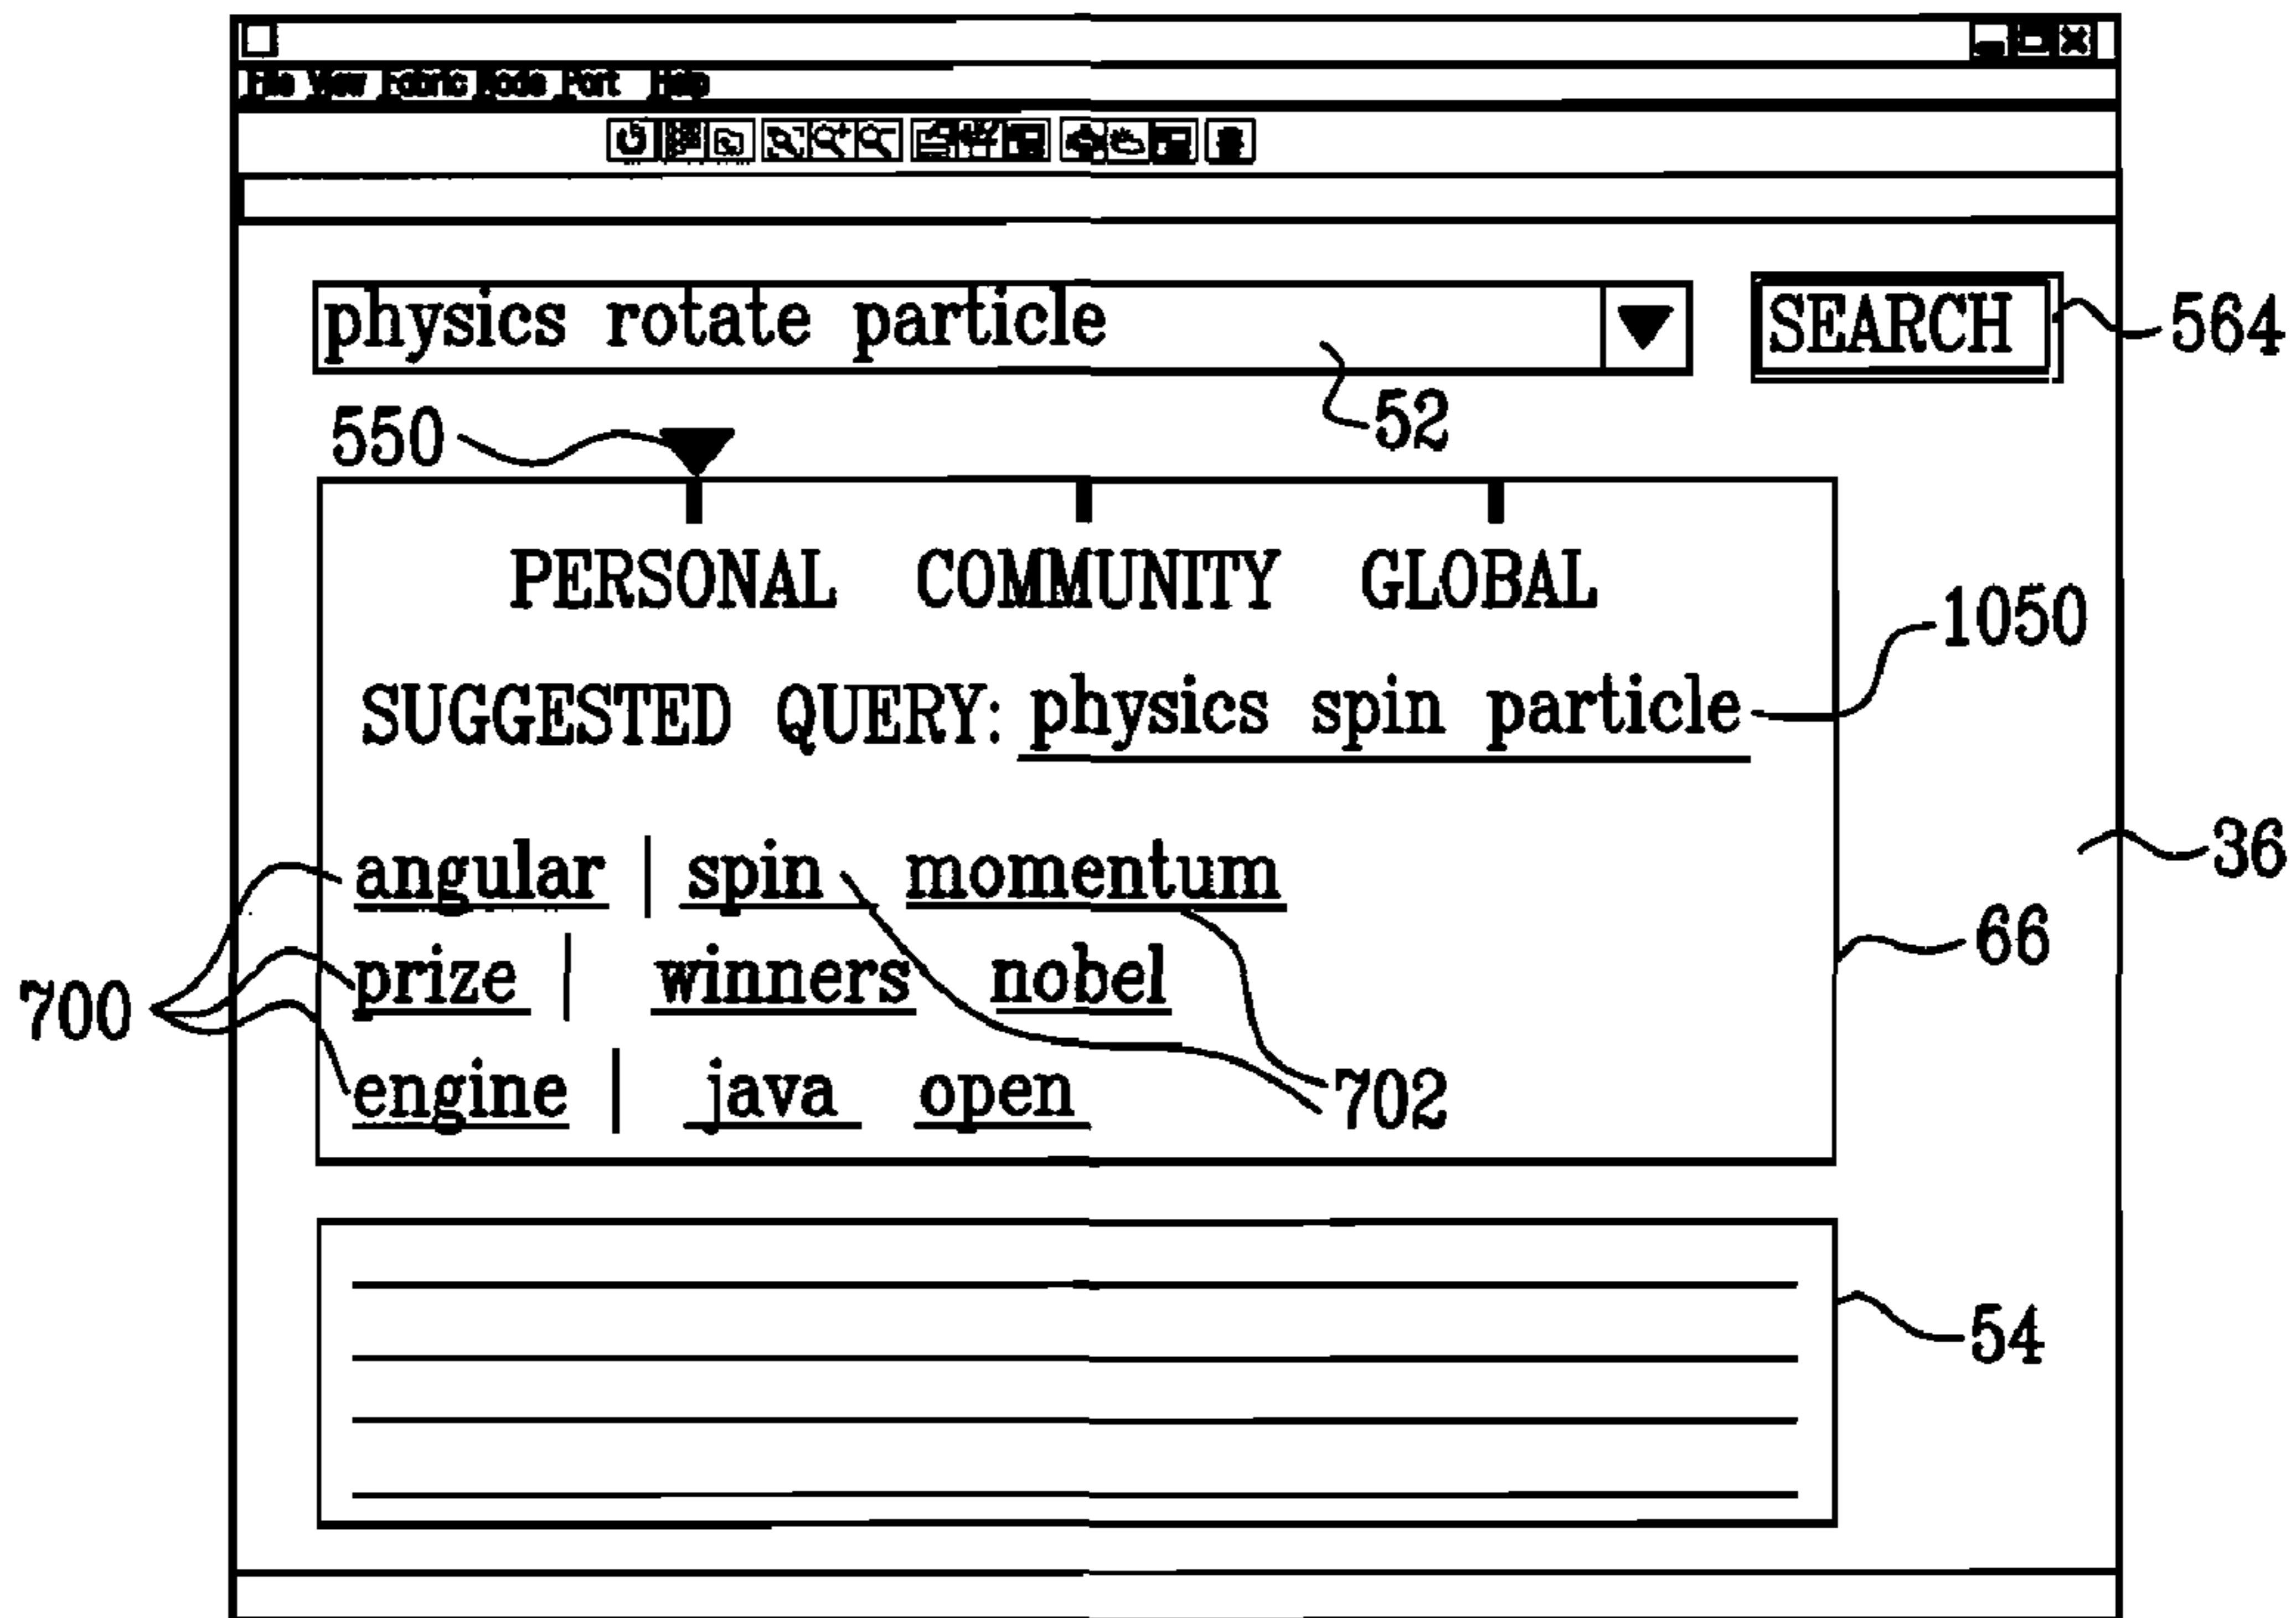 File View Fabric Node Port Help
physics rotate particle
SEARCH
564
52
550
PERSONAL COMMUNITY GLOBAL
1050
SUGGESTED QUERY: physics spin particle
36
angular | spin momentum
66
prize | winners nobel
700
engine | java open
702
54